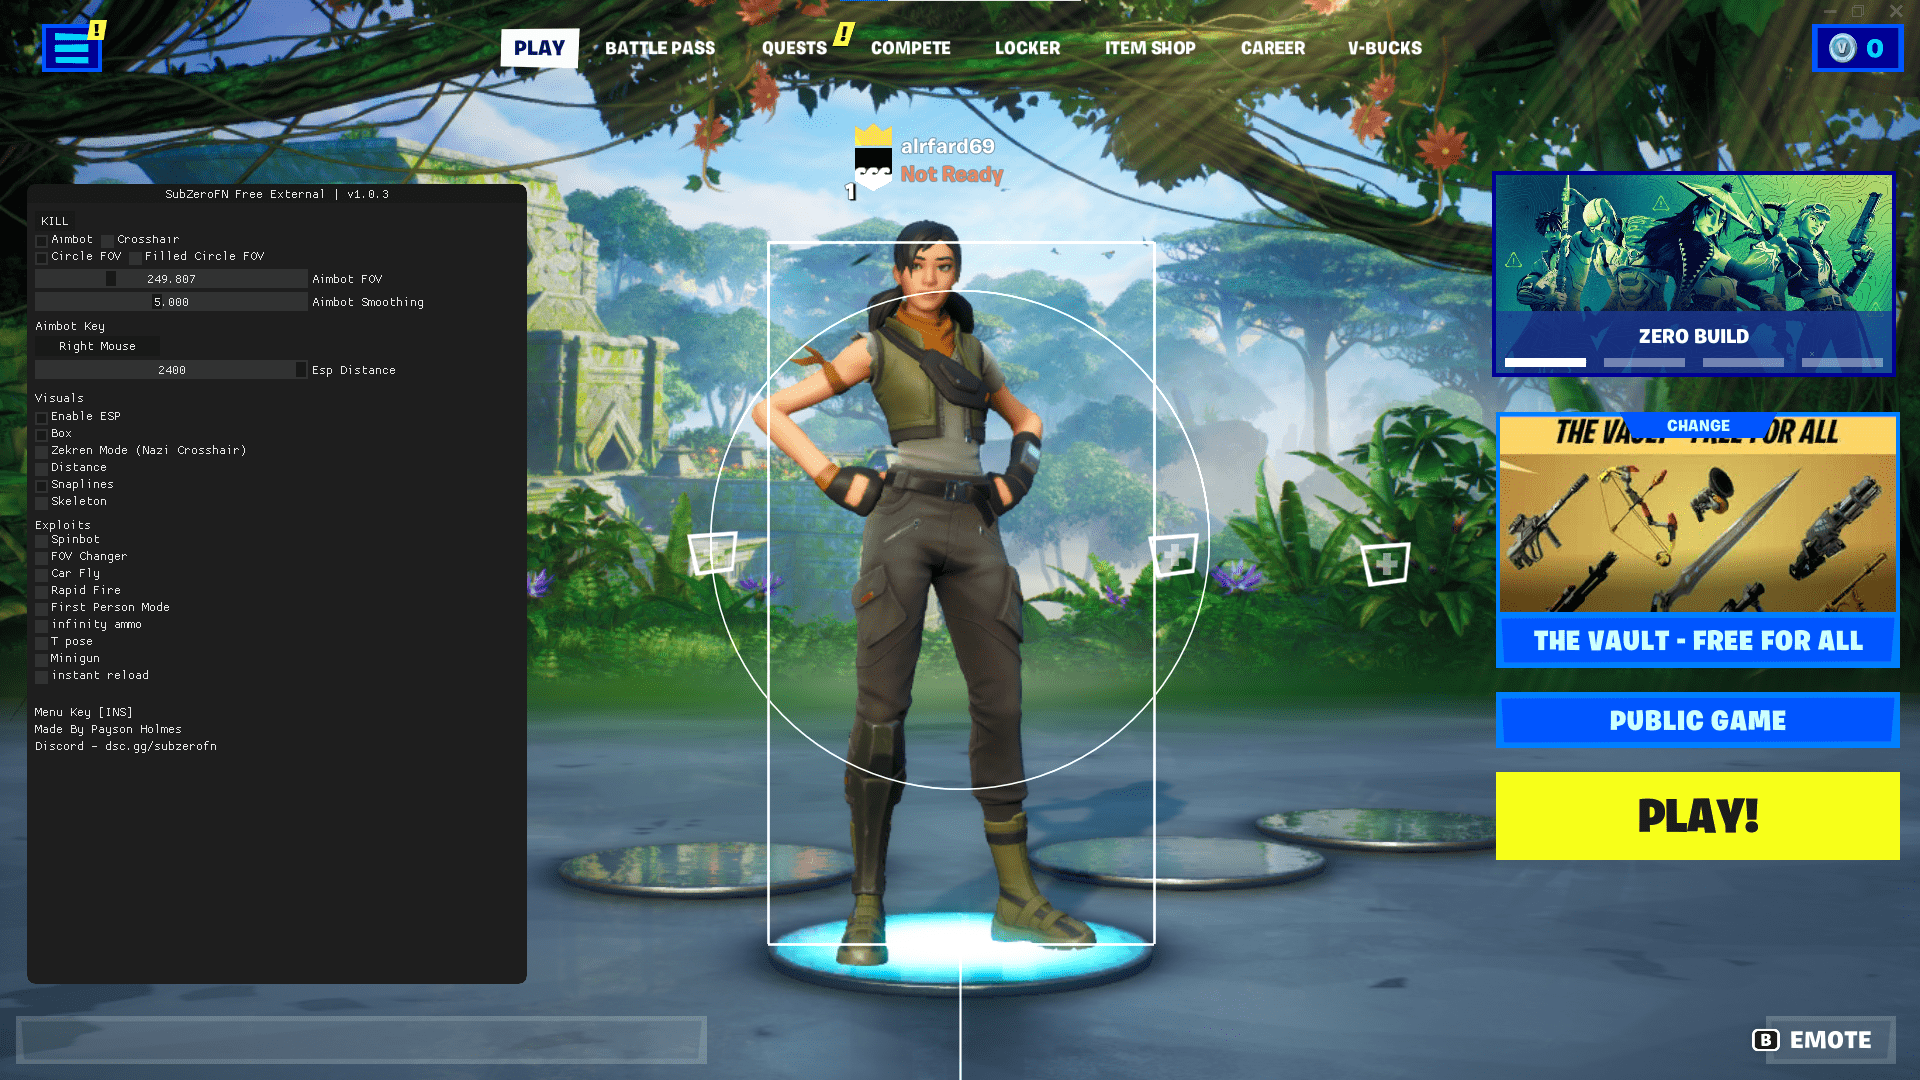 !
PLAY
BATTLE PASS
QUESTS
!
COMPETE
LOCKER
ITEM SHOP
CAREER
V-BUCKS
V 0
alrfard69
Not Ready
1
SubZeroFN Free External | v1.0.3
KILL
Aimbot Crosshair
Circle FOV Filled Circle FOV
249.807 Aimbot FOV
5.000 Aimbot Smoothing
Aimbot Key
Right Mouse
2400 Esp Distance
Visuals
Enable ESP
Box
Zekren Mode (Nazi Crosshair)
Distance
Snaplines
Skeleton
Exploits
Spinbot
FOV Changer
Car Fly
Rapid Fire
First Person Mode
infinity ammo
T pose
Minigun
instant reload
Menu Key [INS]
Made By Payson Holmes
Discord - dsc.gg/subzerofn
ZERO BUILD
CHANGE
THE VAULT - FREE FOR ALL
THE VAULT - FREE FOR ALL
PUBLIC GAME
PLAY!
B EMOTE